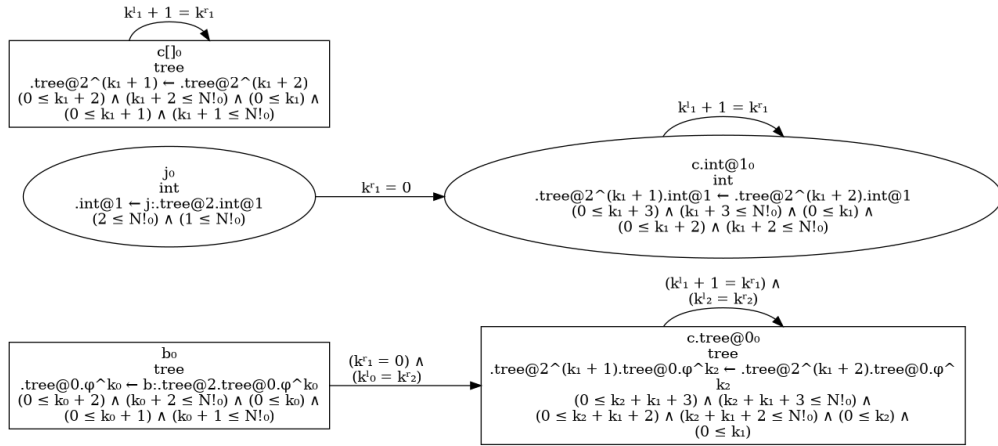 kˡ₁ + 1 = kʳ₁
c[]₀
tree
.tree@2^(k₁ + 1) ← .tree@2^(k₁ + 2)
(0 ≤ k₁ + 2) ∧ (k₁ + 2 ≤ N!₀) ∧ (0 ≤ k₁) ∧
(0 ≤ k₁ + 1) ∧ (k₁ + 1 ≤ N!₀)
j₀
int
.int@1 ← j:.tree@2.int@1
(2 ≤ N!₀) ∧ (1 ≤ N!₀)
kʳ₁ = 0
kˡ₁ + 1 = kʳ₁
c.int@1₀
int
.tree@2^(k₁ + 1).int@1 ← .tree@2^(k₁ + 2).int@1
(0 ≤ k₁ + 3) ∧ (k₁ + 3 ≤ N!₀) ∧ (0 ≤ k₁) ∧
(0 ≤ k₁ + 2) ∧ (k₁ + 2 ≤ N!₀)
b₀
tree
.tree@0.φ^k₀ ← b:.tree@2.tree@0.φ^k₀
(0 ≤ k₀ + 2) ∧ (k₀ + 2 ≤ N!₀) ∧ (0 ≤ k₀) ∧
(0 ≤ k₀ + 1) ∧ (k₀ + 1 ≤ N!₀)
(kʳ₁ = 0) ∧
(kˡ₀ = kʳ₂)
(kˡ₁ + 1 = kʳ₁) ∧
(kˡ₂ = kʳ₂)
c.tree@0₀
tree
.tree@2^(k₁ + 1).tree@0.φ^k₂ ← .tree@2^(k₁ + 2).tree@0.φ^
k₂
(0 ≤ k₂ + k₁ + 3) ∧ (k₂ + k₁ + 3 ≤ N!₀) ∧
(0 ≤ k₂ + k₁ + 2) ∧ (k₂ + k₁ + 2 ≤ N!₀) ∧ (0 ≤ k₂) ∧
(0 ≤ k₁)